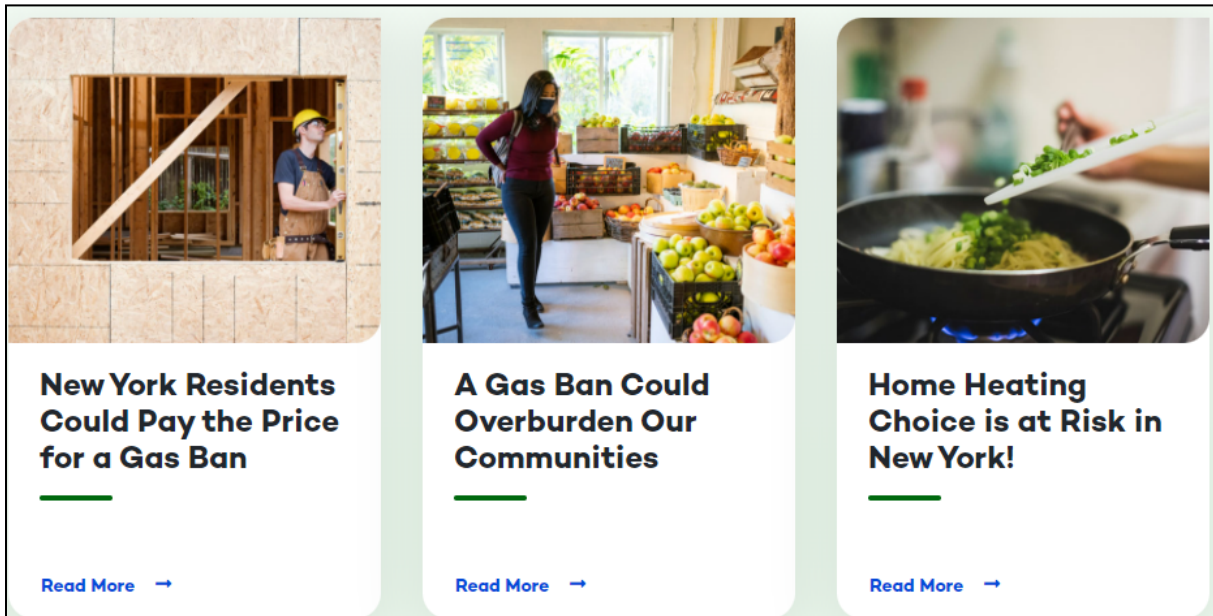 New York Residents
Could Pay the Price
for a Gas Ban
Read More →
A Gas Ban Could
Overburden Our
Communities
Read More →
Home Heating
Choice is at Risk in
New York!
Read More →